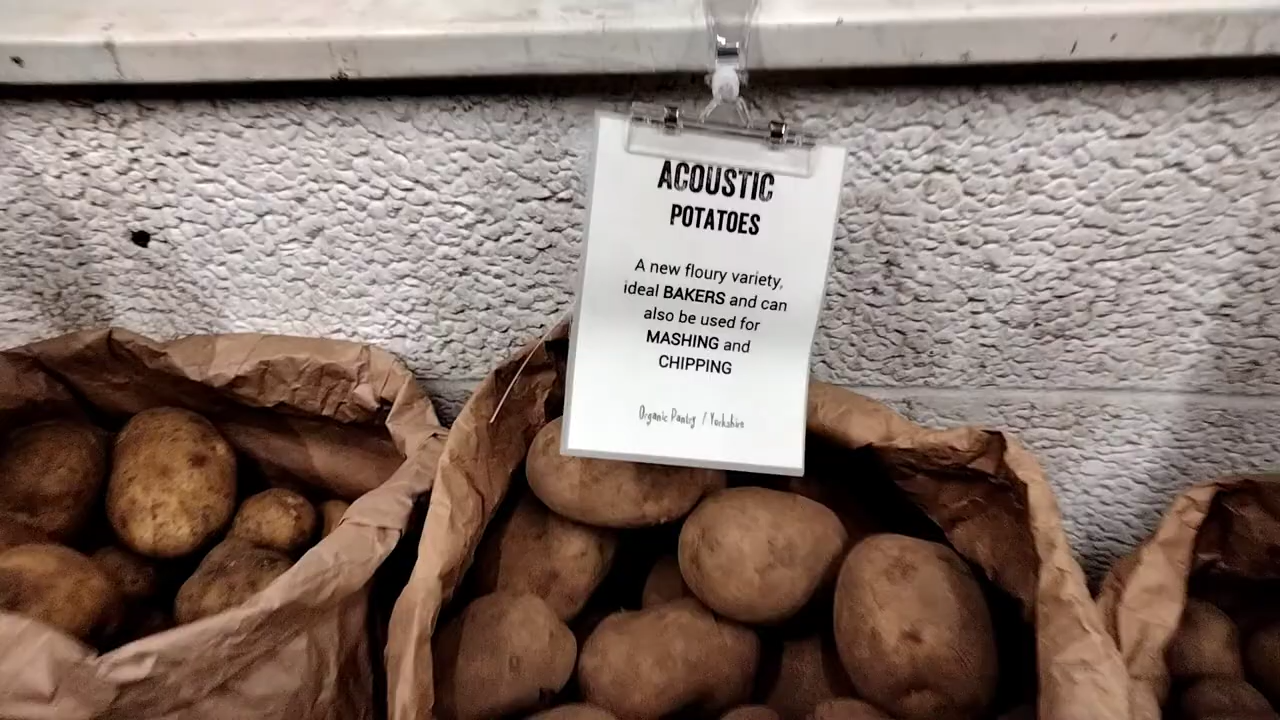 ACOUSTIC
POTATOES
A new floury variety,
ideal BAKERS and can
also be used for
MASHING and
CHIPPING
Organic Pantry / Yorkshire